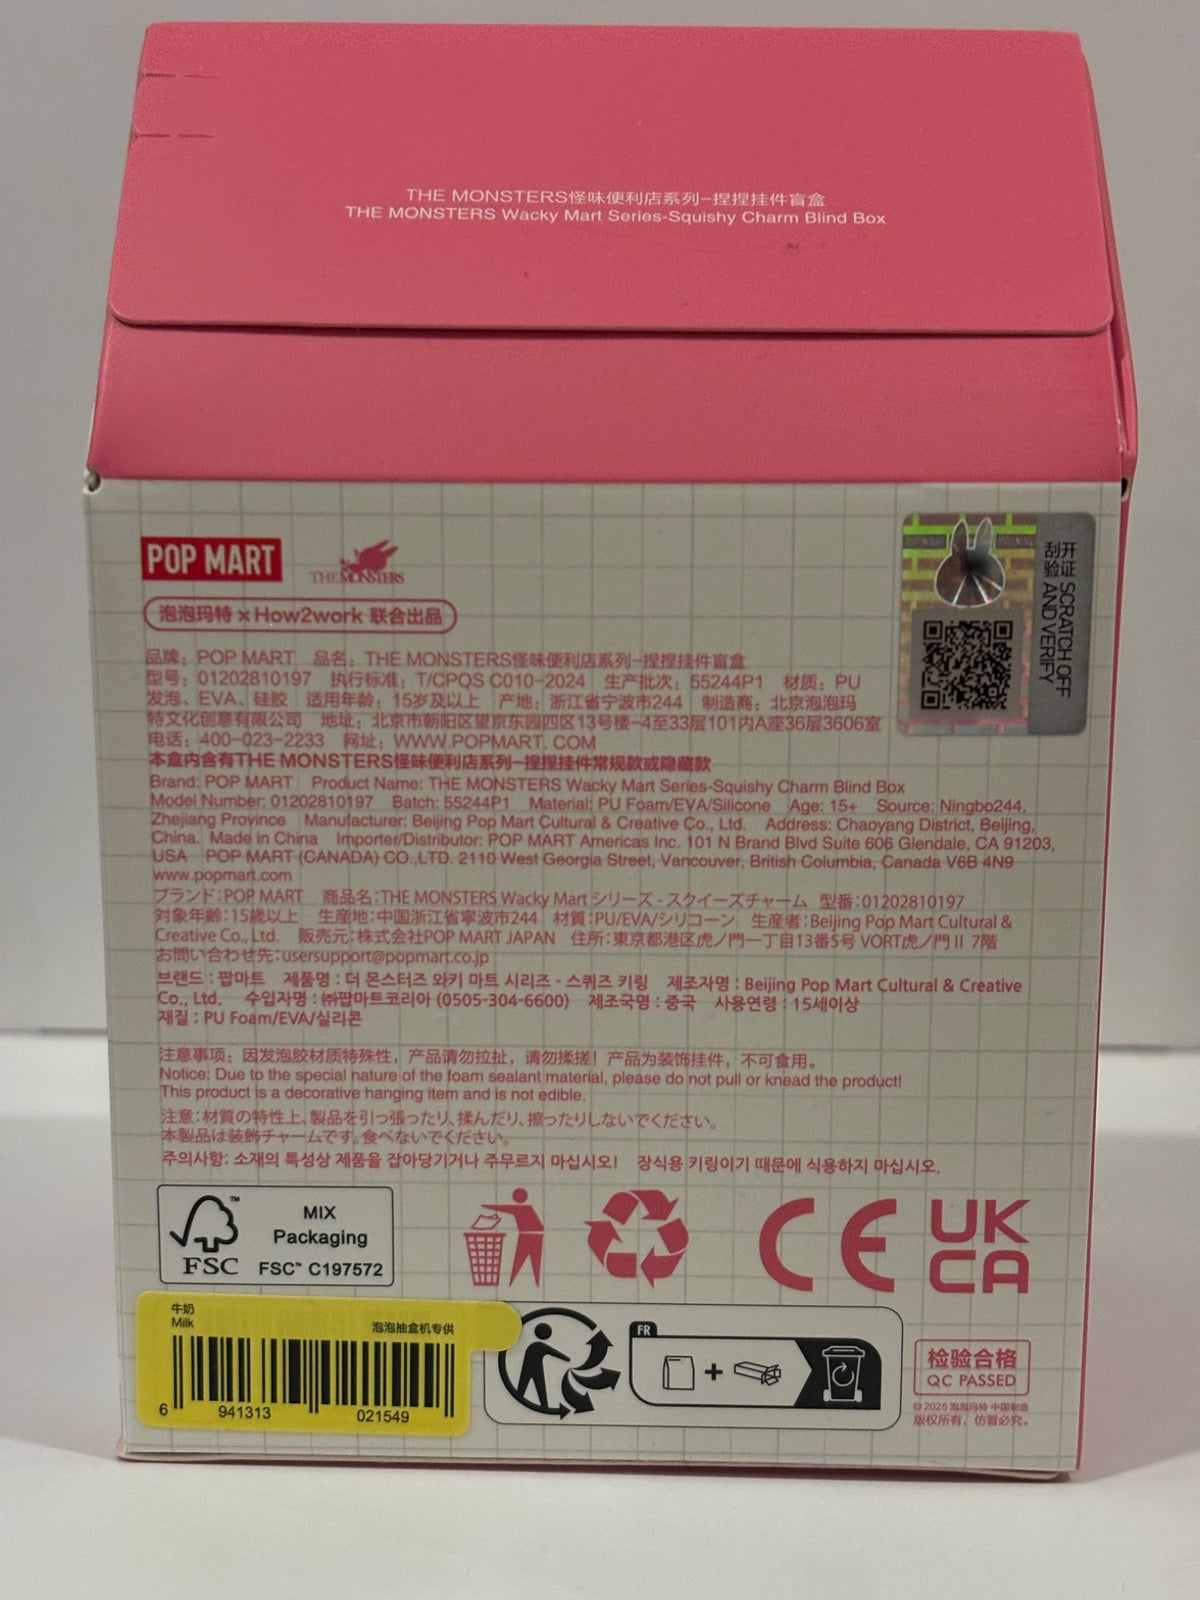 THE MONSTERS怪味便利店系列-捏捏挂件盲盒
THE MONSTERS Wacky Mart Series-Squishy Charm Blind Box
POP MART
THE MONSTERS
泡泡玛特 × How2work 联合出品
刮开验证 SCRATCH OFF AND VERIFY
品牌：POP MART 品名：THE MONSTERS怪味便利店系列-捏捏挂件盲盒
型号：01202810197 执行标准：T/CPQS C010-2024 生产批次：55244P1 材质：PU
发泡、EVA、硅胶 适用年龄：15岁及以上 产地：浙江省宁波市244 制造商：北京泡泡玛
特文化创意有限公司 地址：北京市朝阳区望京东园四区13号楼-4至33层101内A座36层3606室
电话：400-023-2233 网址：WWW.POPMART. COM
本盒内含有THE MONSTERS怪味便利店系列-捏捏挂件常规款或隐藏款
Brand: POP MART Product Name: THE MONSTERS Wacky Mart Series-Squishy Charm Blind Box
Model Number: 01202810197 Batch: 55244P1 Material: PU Foam/EVA/Silicone Age: 15+ Source: Ningbo244,
Zhejiang Province Manufacturer: Beijing Pop Mart Cultural & Creative Co., Ltd. Address: Chaoyang District, Beijing,
China. Made in China Importer/Distributor: POP MART Americas Inc. 101 N Brand Blvd Suite 606 Glendale, CA 91203,
USA POP MART (CANADA) CO.,LTD. 2110 West Georgia Street, Vancouver, British Columbia, Canada V6B 4N9
www.popmart.com
ブランド：POP MART 商品名：THE MONSTERS Wacky Mart シリーズ - スクイーズチャーム 型番：01202810197
対象年齢：15歳以上 生産地：中国浙江省寧波市244 材質：PU/EVA/シリコーン 生産者：Beijing Pop Mart Cultural &
Creative Co., Ltd. 販売元：株式会社POP MART JAPAN 住所：東京都港区虎ノ門一丁目13番5号 VORT虎ノ門Ⅱ 7階
お問い合わせ先：usersupport@popmart.co.jp
브랜드 : 팝마트 제품명 : 더 몬스터즈 와키 마트 시리즈 - 스퀴즈 키링 제조자명 : Beijing Pop Mart Cultural & Creative
Co., Ltd. 수입자명 : ㈜팝마트코리아 (0505-304-6600) 제조국명 : 중국 사용연령 : 15세이상
재질 : PU Foam/EVA/실리콘
注意事项：因发泡胶材质特殊性，产品请勿拉扯，请勿揉搓！产品为装饰挂件，不可食用。
Notice: Due to the special nature of the foam sealant material, please do not pull or knead the product!
This product is a decorative hanging item and is not edible.
注意：材質の特性上、製品を引っ張ったり、揉んだり、擦ったりしないでください。
本製品は装飾チャームです。食べないでください。
주의사항: 소재의 특성상 제품을 잡아당기거나 주무르지 마십시오! 장식용 키링이기 때문에 식용하지 마십시오.
FSC™
MIX
Packaging
FSC™ C197572
CE
UK
CA
牛奶
Milk
泡泡抽盒机专供
6 941313 021549
FR
检验合格
QC PASSED
© 2025 泡泡玛特 中国制造
版权所有，仿冒必究。